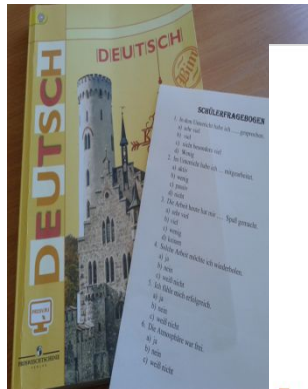 DEUTSCH
DEUTSCH
ПРОСВЕЩЕНИЕ
SCHÜLERFRAGEBOGEN
1. In dem Unterricht habe ich .... gesprochen.
a) sehr viel
b) viel
c) nicht besonders viel
d) Wenig
2. Im Unterricht habe ich ... mitgearbeitet.
a) aktiv
b) wenig
c) passiv
d) nicht
3. Die Arbeit heute hat mir ... Spaß gemacht.
a) sehr viel
b) viel
c) wenig
d) keinen
4. Solche Arbeit möchte ich wiederholen.
a) ja
b) nein
c) weiß nicht
5. Ich fühle mich erfolgreich.
a) ja
b) nein
c) weiß nicht
6. Die Atmosphäre war frei.
a) ja
b) nein
c) weiß nicht